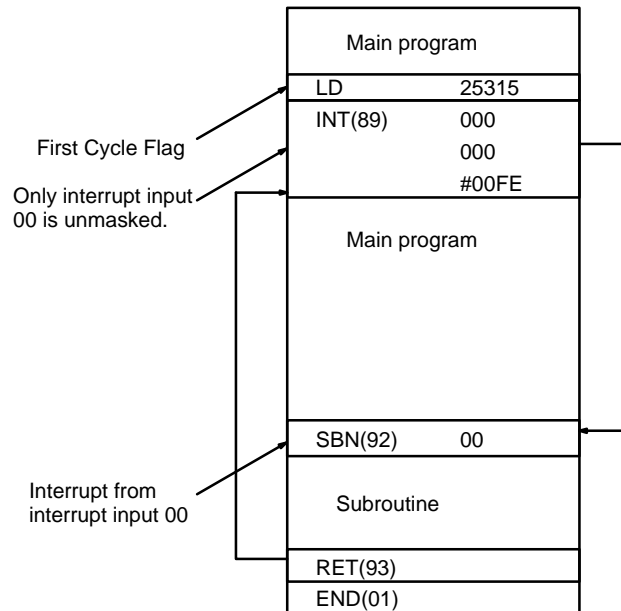 Main program
LD 25315
First Cycle Flag
INT(89) 000
000
#00FE
Only interrupt input
00 is unmasked.
Main program
SBN(92) 00
Interrupt from
interrupt input 00
Subroutine
RET(93)
END(01)